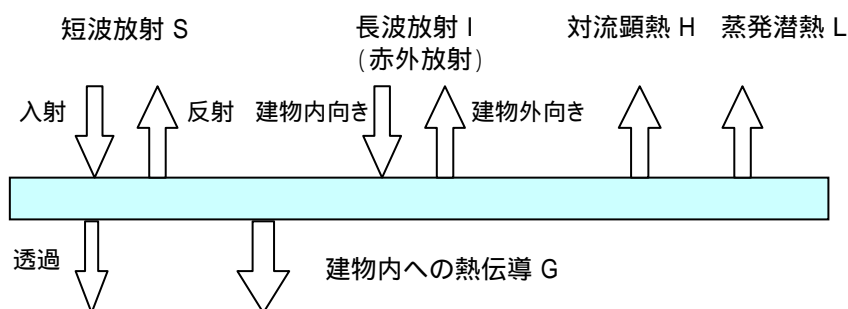 短波放射 S
長波放射 I
(赤外放射)
対流顕熱 H
蒸発潜熱 L
入射
反射
建物内向き
建物外向き
透過
建物内への熱伝導 G